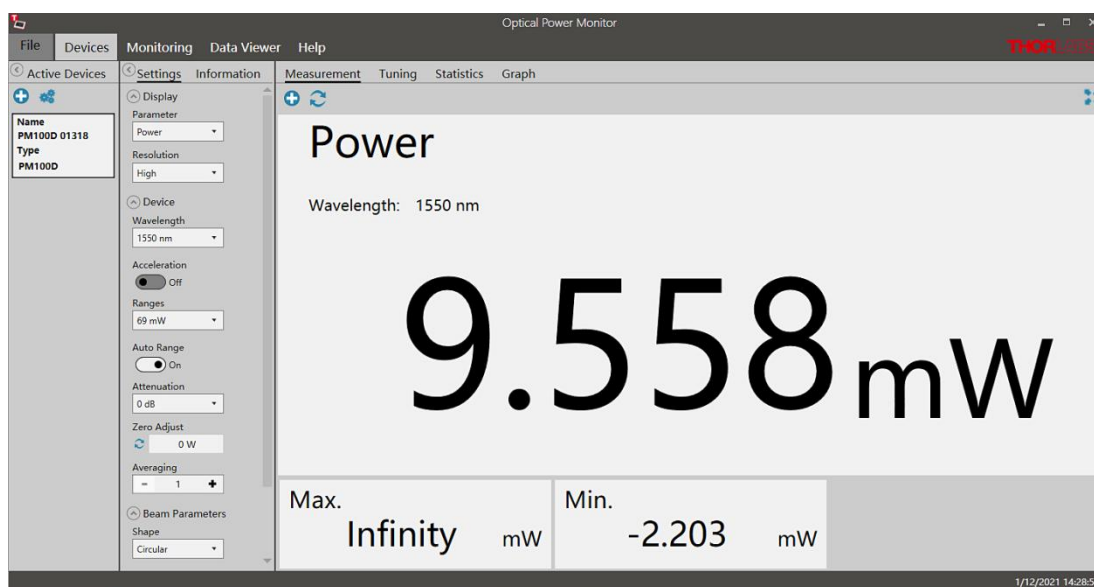 Optical Power Monitor
File Devices Monitoring Data Viewer Help
THORLABS
Active Devices
Name
PM100D 01318
Type
PM100D
Settings Information
Display
Parameter
Power
Resolution
High
Device
Wavelength
1550 nm
Acceleration
Off
Ranges
69 mW
Auto Range
On
Attenuation
0 dB
Zero Adjust
0 W
Averaging
- 1 +
Beam Parameters
Shape
Circular
Measurement Tuning Statistics Graph
Power
Wavelength: 1550 nm
9.558 mW
Max.
Infinity mW
Min.
-2.203 mW
1/12/2021 14:28:5